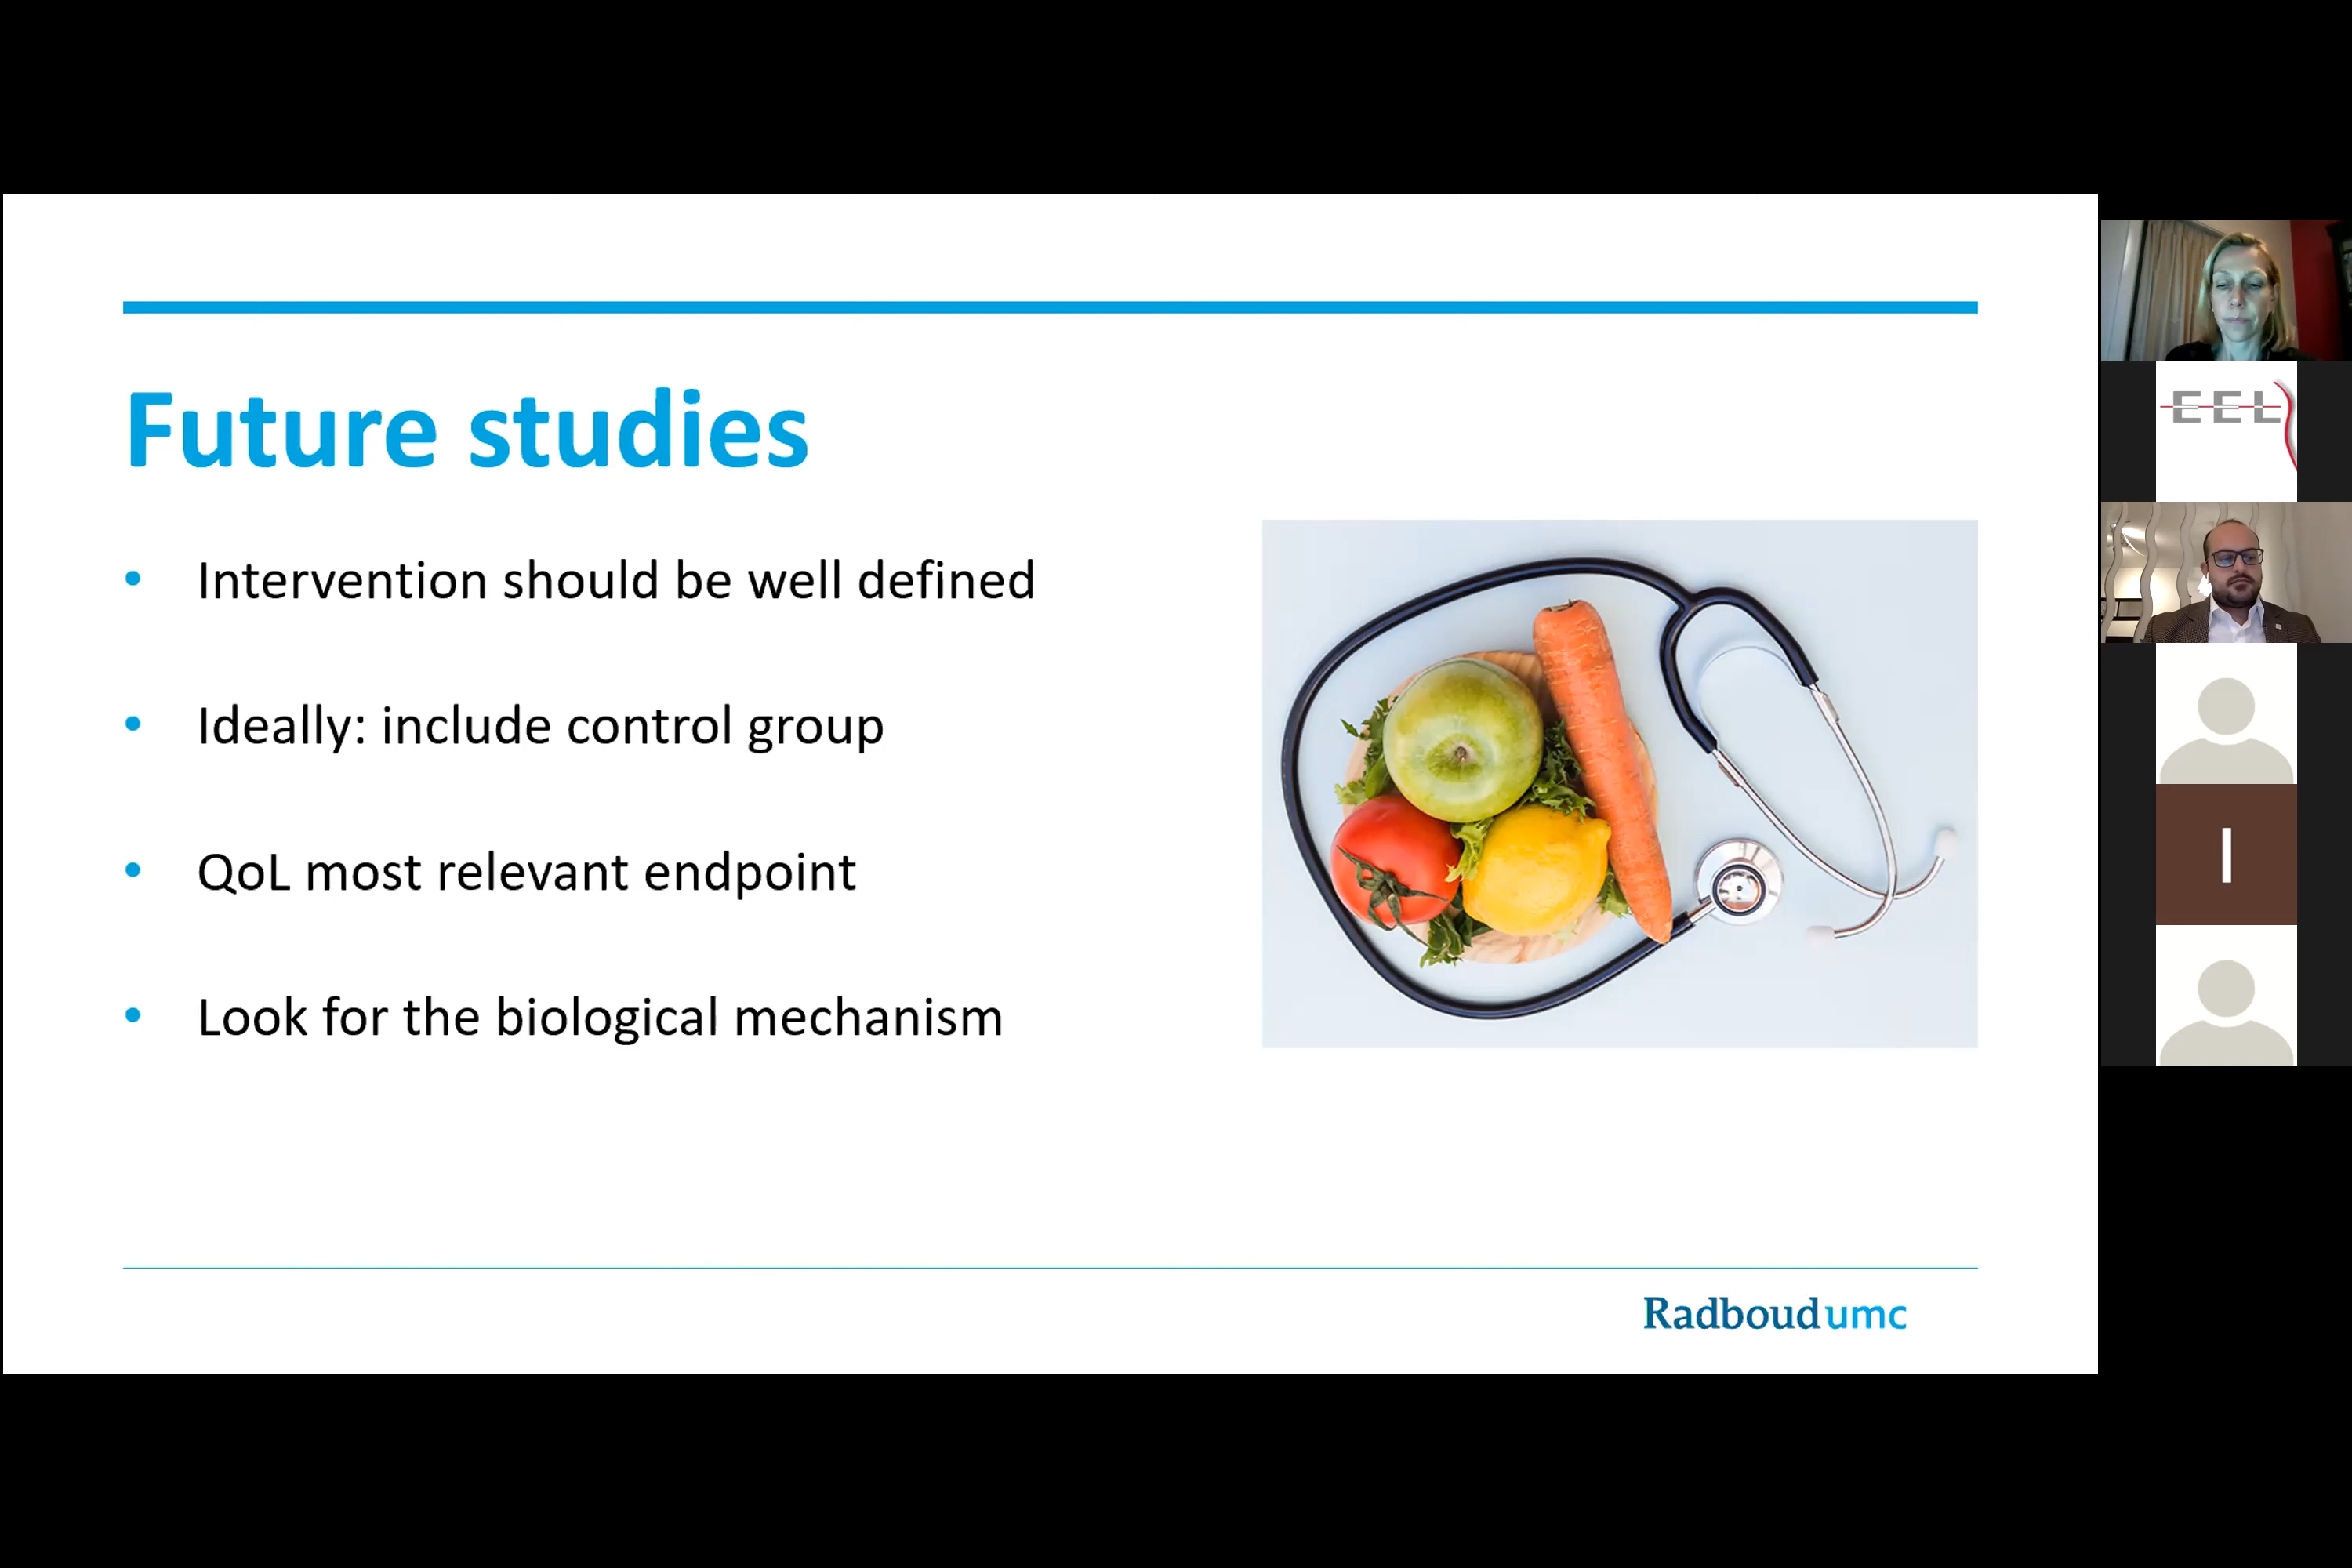 Future studies
Intervention should be well defined
Ideally: include control group
QoL most relevant endpoint
Look for the biological mechanism
Radboudumc
EEL
I